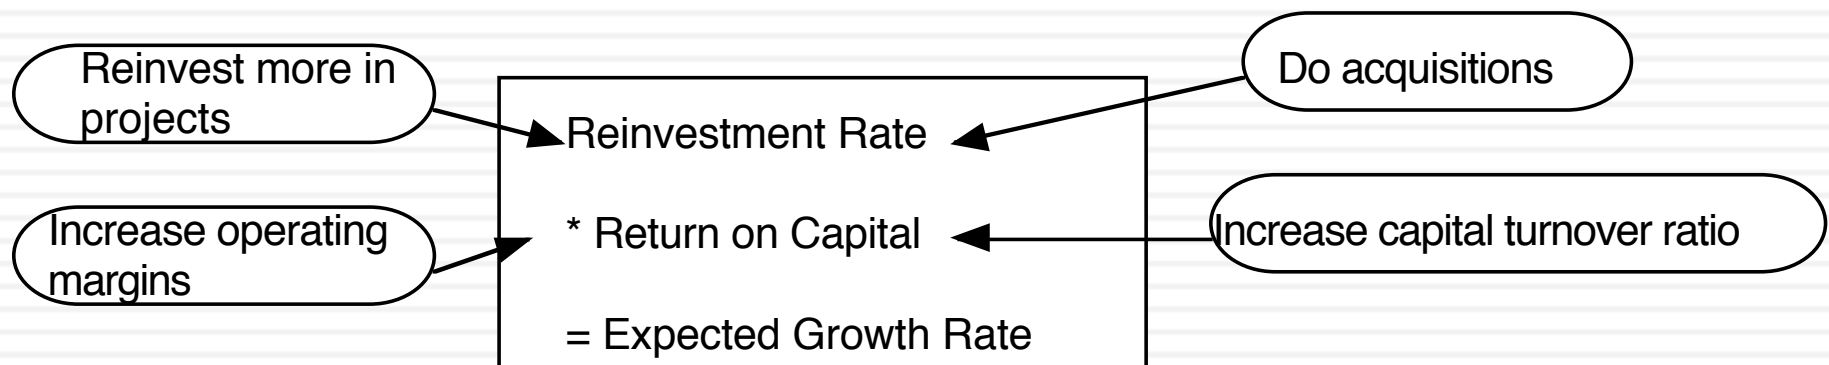 Reinvest more in
projects
Do acquisitions
Reinvestment Rate
Increase operating
margins
* Return on Capital
Increase capital turnover ratio
= Expected Growth Rate